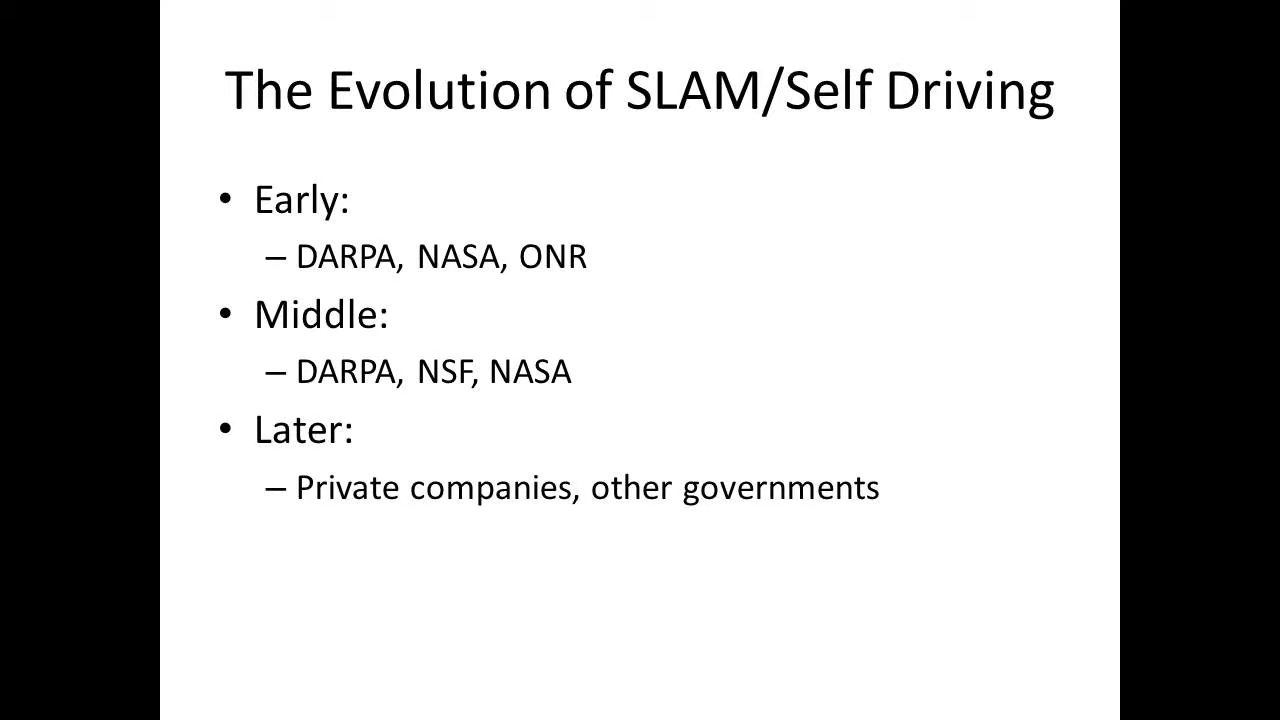 The Evolution of SLAM/Self Driving
• Early:
– DARPA, NASA, ONR
• Middle:
– DARPA, NSF, NASA
• Later:
– Private companies, other governments